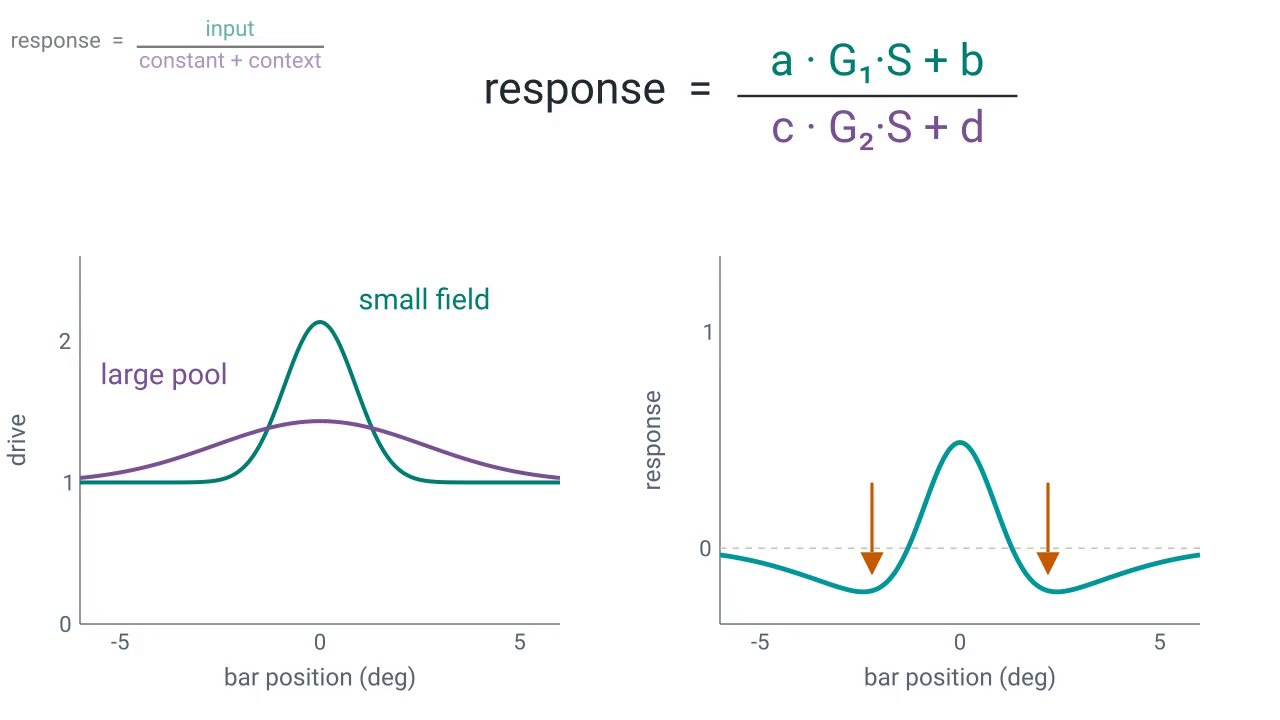 response = input
constant + context
response = a · G₁·S + b
c · G₂·S + d
small field
large pool
drive
2
1
0
-5 0 5
bar position (deg)
response
1
0
-5 0 5
bar position (deg)